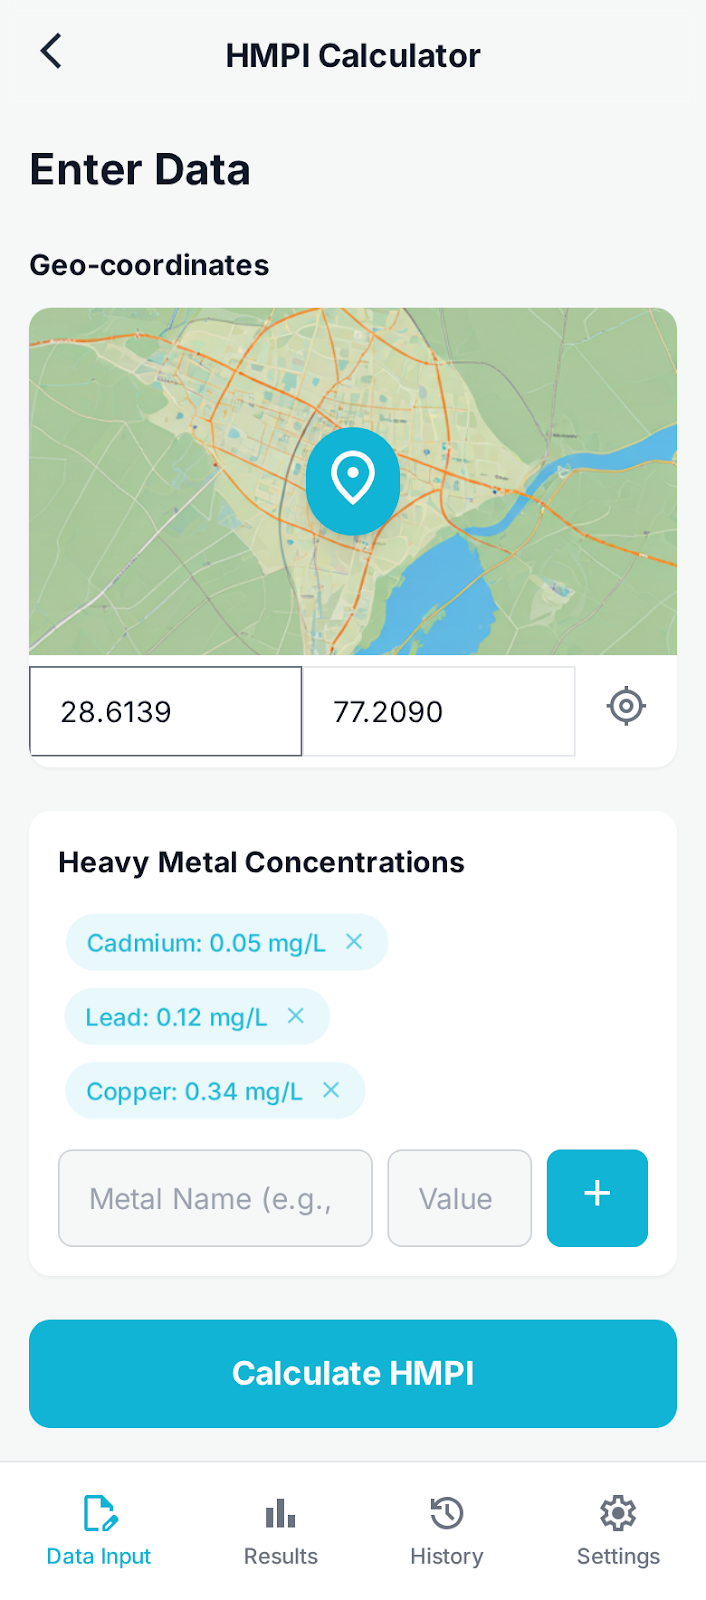 HMPI Calculator
Enter Data
Geo-coordinates
28.6139 77.2090
Heavy Metal Concentrations
Cadmium: 0.05 mg/L ×
Lead: 0.12 mg/L ×
Copper: 0.34 mg/L ×
Metal Name (e.g., Value +
Calculate HMPI
Data Input Results History Settings